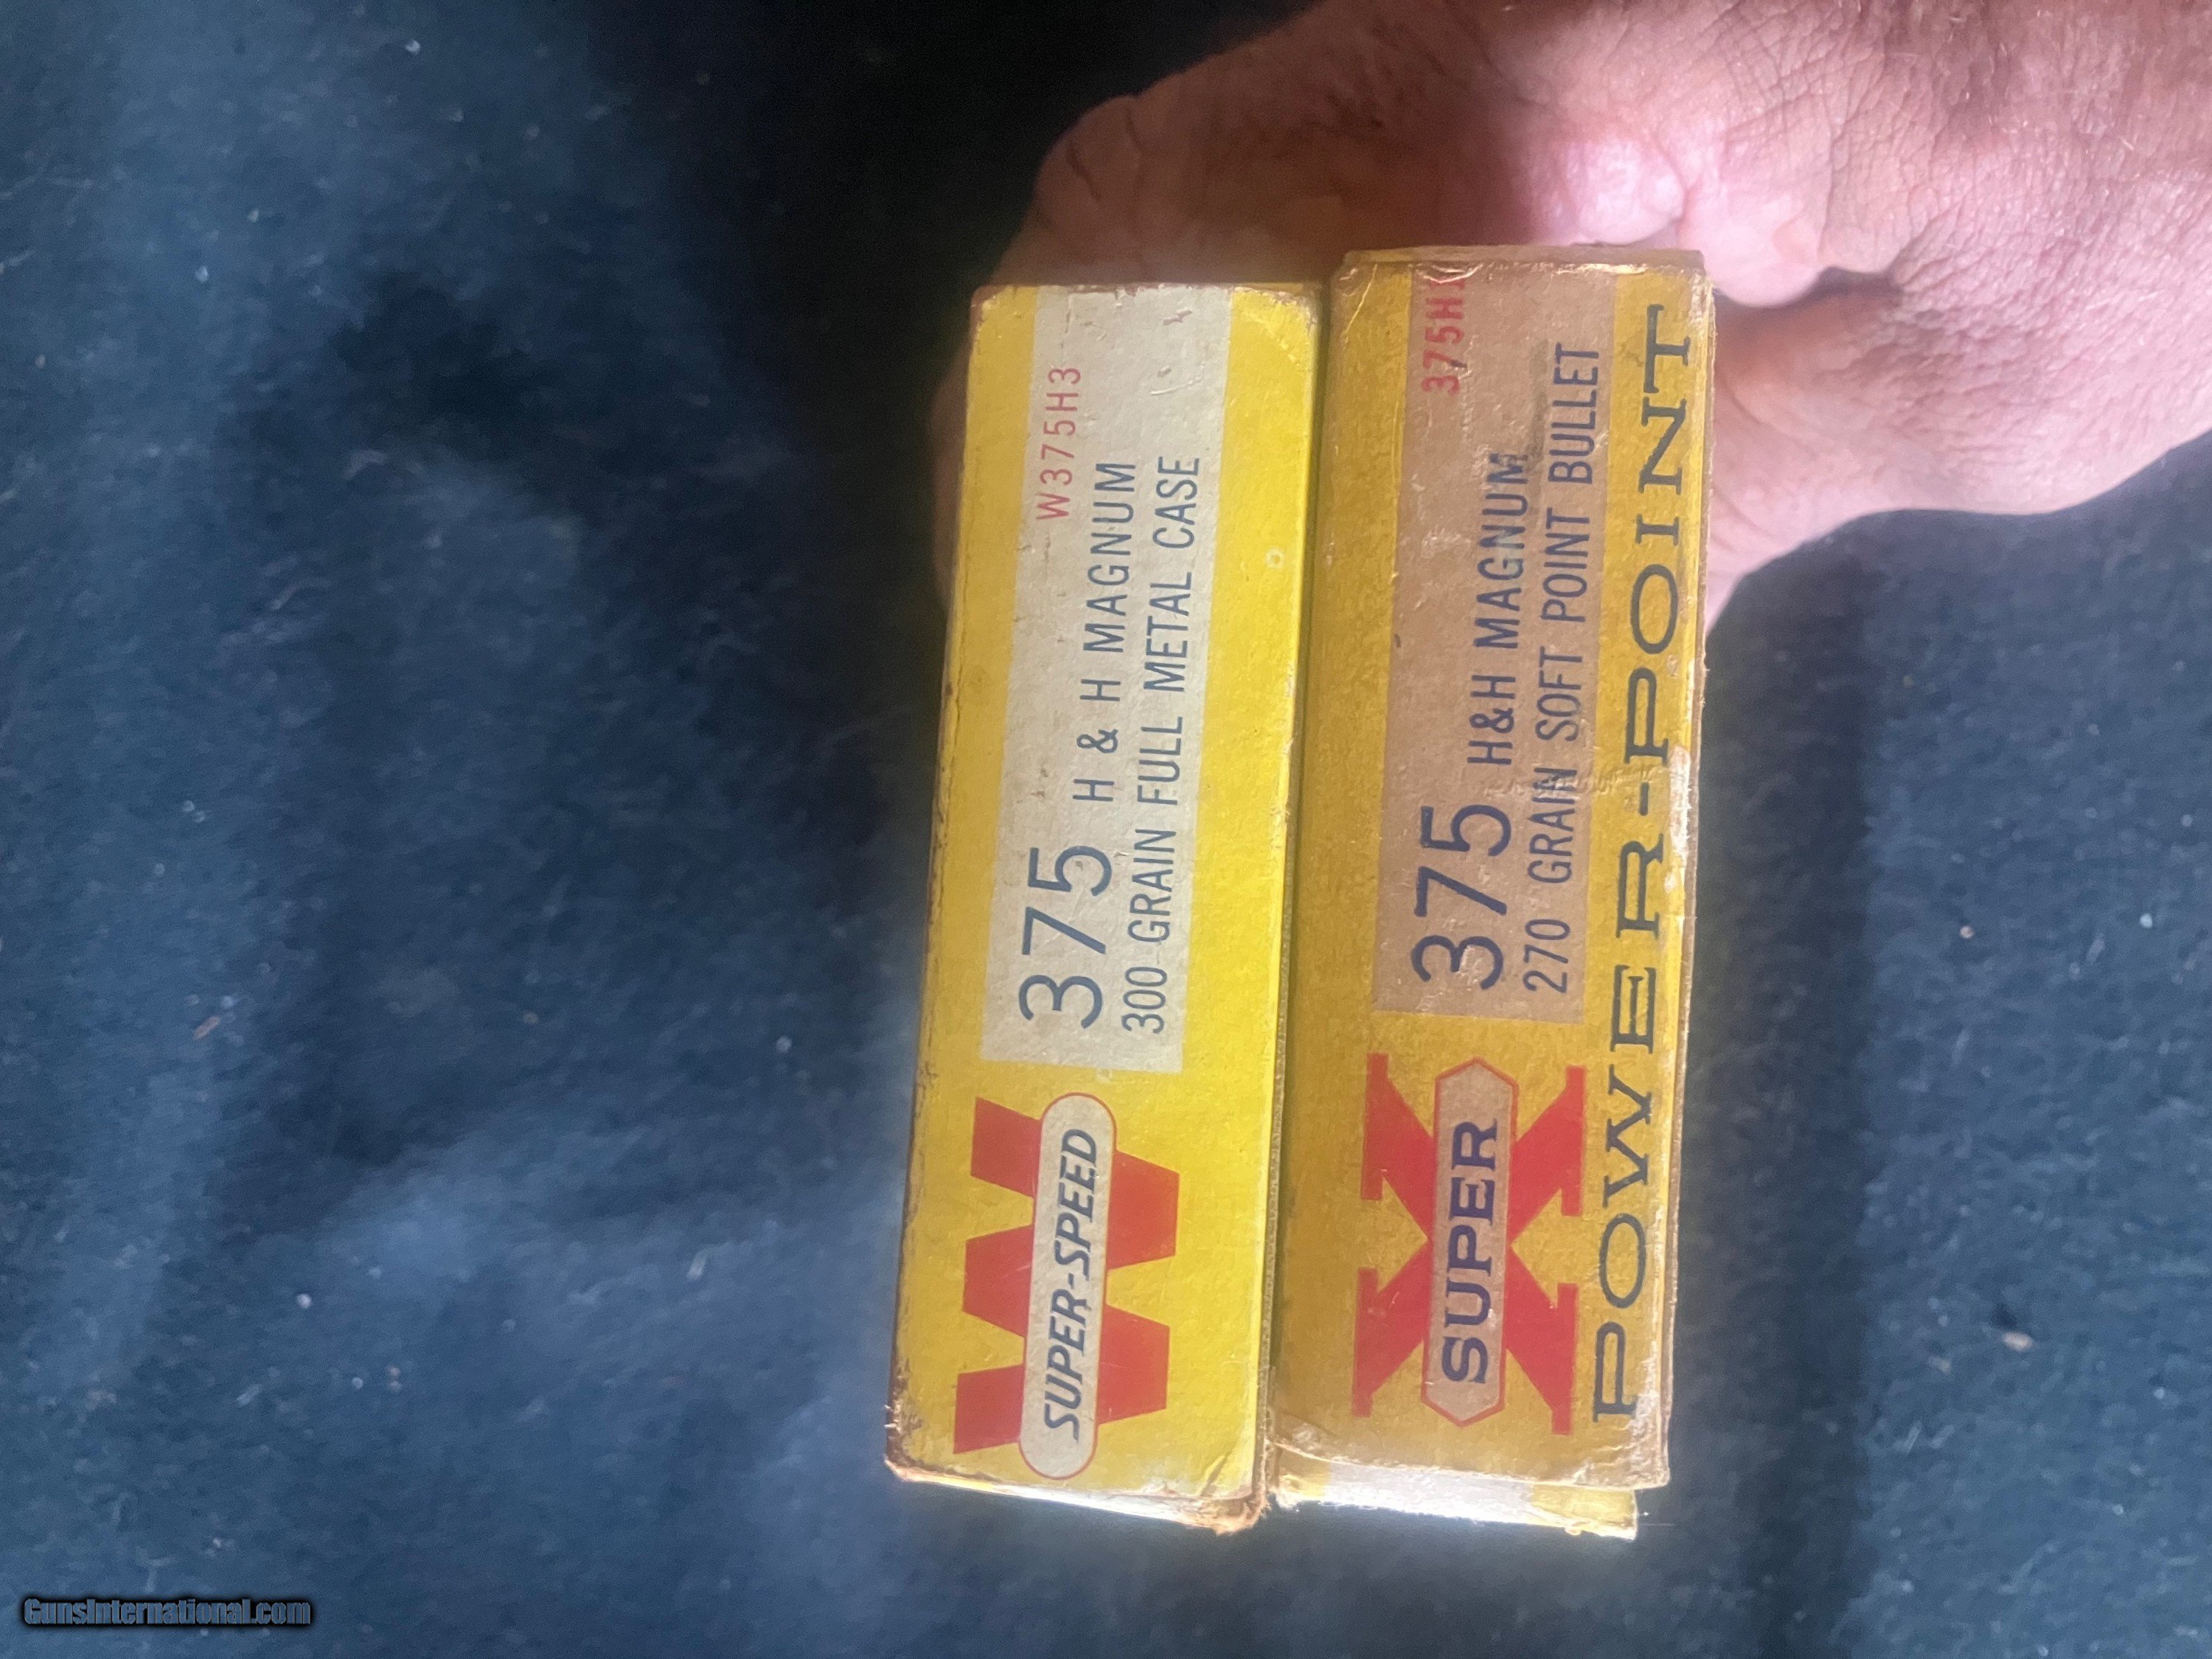 W375H3
375 H & H MAGNUM
300 GRAIN FULL METAL CASE
W
SUPER-SPEED
375 H&H MAGNUM
270 GRAIN SOFT POINT BULLET
X
SUPER
POWER-POINT
GunsInternational.com